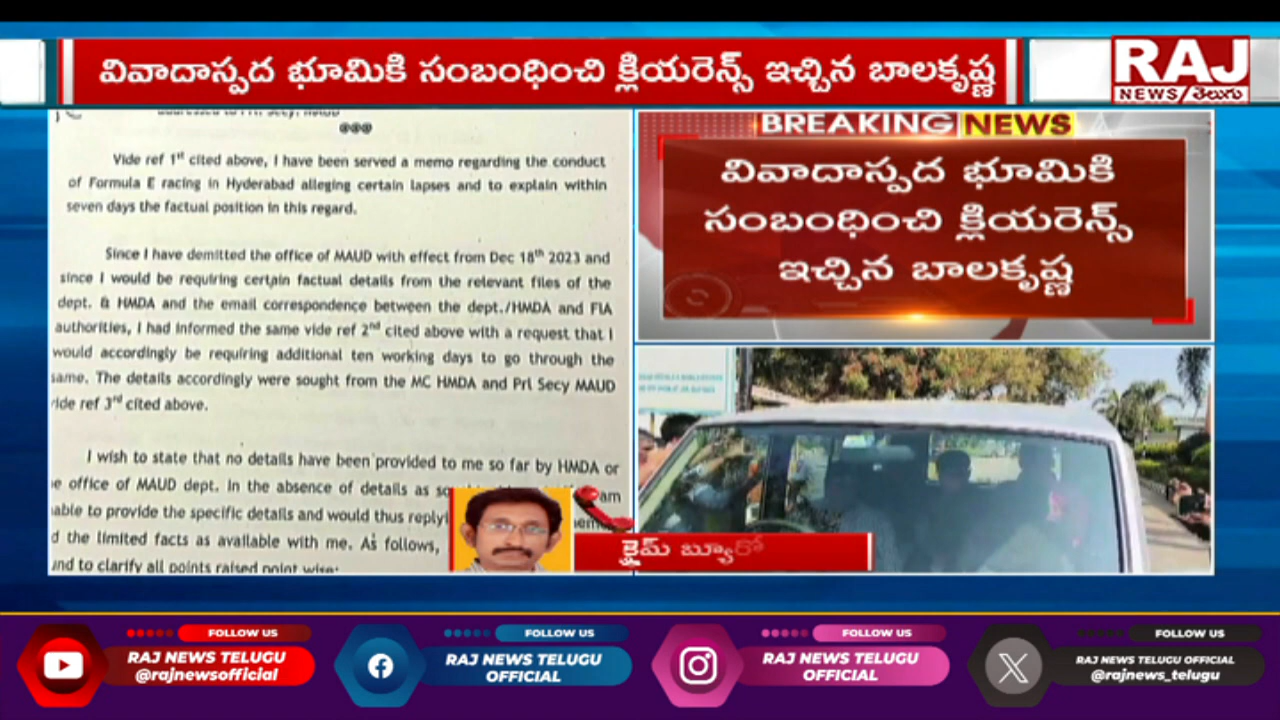 వివాదాస్పద భూమికి సంబంధించి క్లియరెన్స్ ఇచ్చిన బాలకృష్ణ
RAJ
NEWS తెలుగు
@@@
Vide ref 1st cited above, I have been served a memo regarding the conduct
of Formula E racing in Hyderabad alleging certain lapses and to explain within
seven days the factual position in this regard.
Since I have demitted the office of MAUD with effect from Dec 18th 2023 and
since I would be requiring certain factual details from the relevant files of the
dept. & HMDA and the email correspondence between the dept./HMDA and FIA
authorities, I had informed the same vide ref 2nd cited above with a request that I
would accordingly be requiring additional ten working days to go through the
same. The details accordingly were sought from the MC HMDA and Prl Secy MAUD
vide ref 3rd cited above.
I wish to state that no details have been provided to me so far by HMDA or
office of MAUD dept. In the absence of details as am
able to provide the specific details and would thus
the limited facts as available with me. As follows,
and to clarify all points raised point wise:
BREAKING NEWS
వివాదాస్పద భూమికి
సంబంధించి క్లియరెన్స్
ఇచ్చిన బాలకృష్ణ
క్రైమ్ బ్యూరో
FOLLOW US
RAJ NEWS TELUGU
@rajnewsofficial
FOLLOW US
RAJ NEWS TELUGU
OFFICIAL
FOLLOW US
RAJ NEWS TELUGU
OFFICIAL
FOLLOW US
RAJ NEWS TELUGU OFFICIAL
@rajnews_telugu